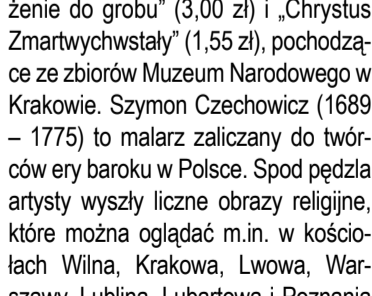 żenie do grobu” (3,00 zł) i „Chrystus
Zmartwychwstały” (1,55 zł), pochodzą-
ce ze zbiorów Muzeum Narodowego w
Krakowie. Szymon Czechowicz (1689
– 1775) to malarz zaliczany do twór-
ców ery baroku w Polsce. Spod pędzla
artysty wyszły liczne obrazy religijne,
które można oglądać m.in. w kościo-
łach Wilna, Krakowa, Lwowa, War-
szawy, Lublina, Lubartowa i Poznania